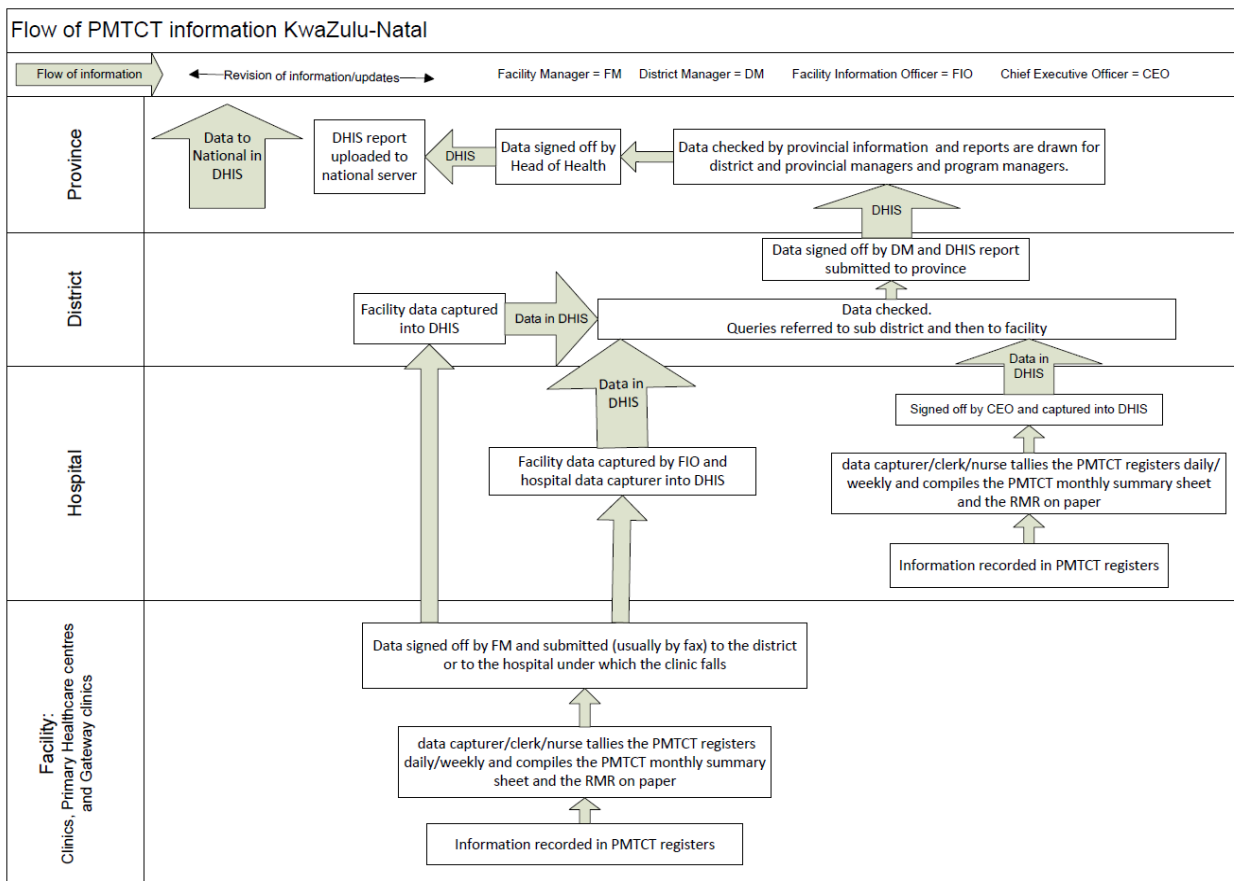 Flow of PMTCT information KwaZulu-Natal
Flow of information
Revision of information/updates
Facility Manager = FM
District Manager = DM
Facility Information Officer = FIO
Chief Executive Officer = CEO
Province
Data to
National in
DHIS
DHIS report
uploaded to
national server
DHIS
Data signed off by
Head of Health
Data checked by provincial information and reports are drawn for
district and provincial managers and program managers.
DHIS
District
Data signed off by DM and DHIS report
submitted to province
Facility data captured
into DHIS
Data in DHIS
Data checked.
Queries referred to sub district and then to facility
Hospital
Data in
DHIS
Data in
DHIS
Signed off by CEO and captured into DHIS
Facility data captured by FIO and
hospital data capturer into DHIS
data capturer/clerk/nurse tallies the PMTCT registers daily/
weekly and compiles the PMTCT monthly summary sheet
and the RMR on paper
Information recorded in PMTCT registers
Facility:
Clinics, Primary Healthcare centres
and Gateway clinics
Data signed off by FM and submitted (usually by fax) to the district
or to the hospital under which the clinic falls
data capturer/clerk/nurse tallies the PMTCT registers
daily/weekly and compiles the PMTCT monthly summary
sheet and the RMR on paper
Information recorded in PMTCT registers